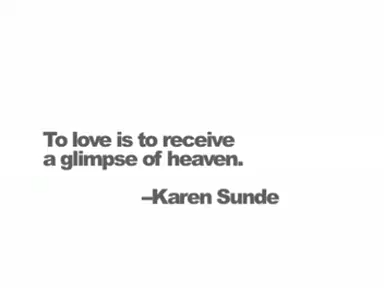 To love is to receive
a glimpse of heaven.
–Karen Sunde